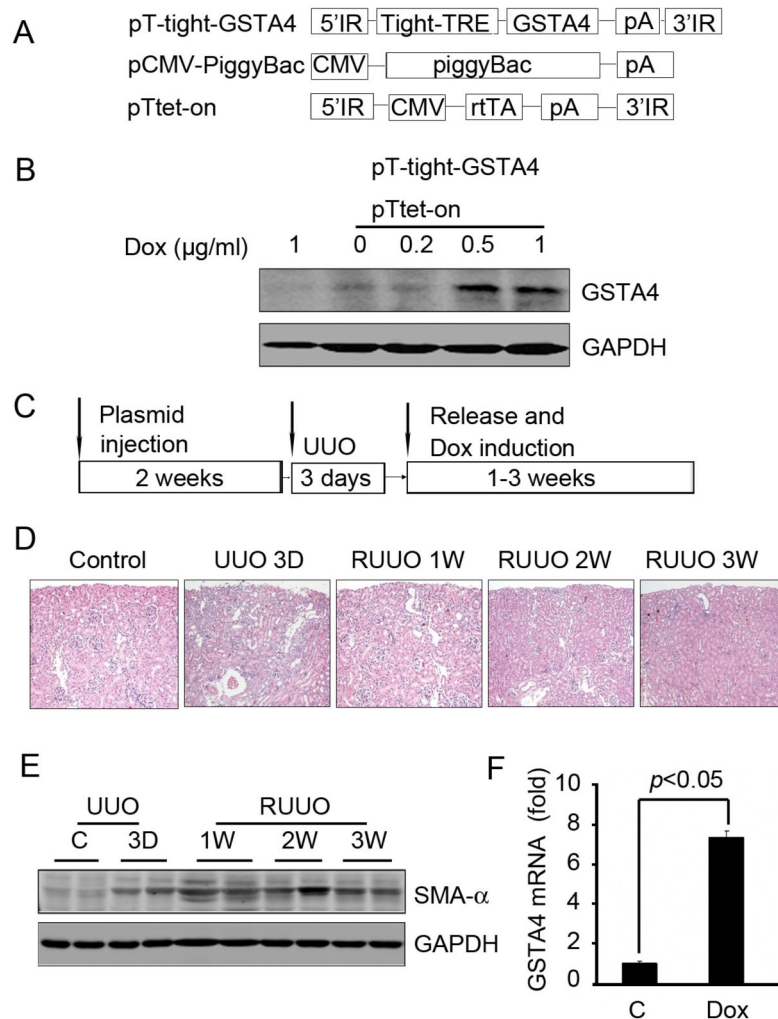 A
pT-tight-GSTA4 5'IR Tight-TRE GSTA4 pA 3'IR
pCMV-PiggyBac CMV piggyBac pA
pTtet-on 5'IR CMV rtTA pA 3'IR
B
pT-tight-GSTA4
pTtet-on
Dox (µg/ml) 1 0 0.2 0.5 1
GSTA4
GAPDH
C
Plasmid injection
UUO
Release and Dox induction
2 weeks 3 days 1-3 weeks
D
Control UUO 3D RUUO 1W RUUO 2W RUUO 3W
E
UUO RUUO
C 3D 1W 2W 3W
SMA-α
GAPDH
F
GSTA4 mRNA (fold)
10
8
6
4
2
0
p<0.05
C Dox